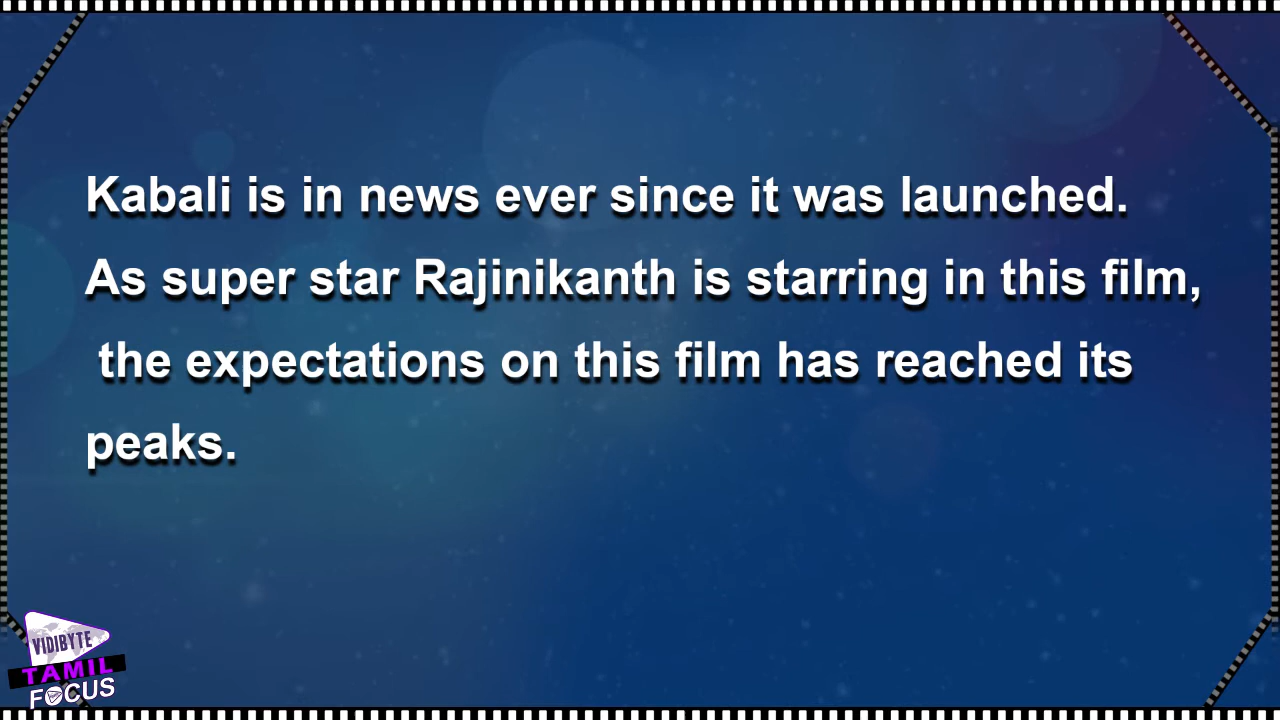 Kabali is in news ever since it was launched.
As super star Rajinikanth is starring in this film,
the expectations on this film has reached its
peaks.
VIDIBYTE
TAMIL
FOCUS